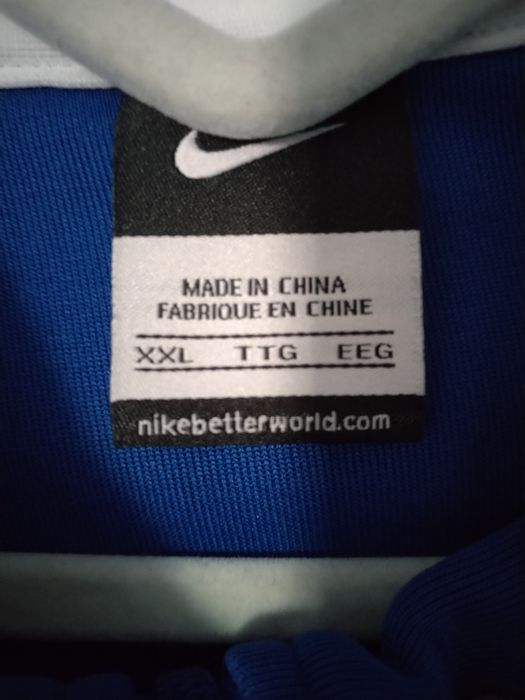 MADE IN CHINA
FABRIQUE EN CHINE
XXL TTG EEG
nikebetterworld.com